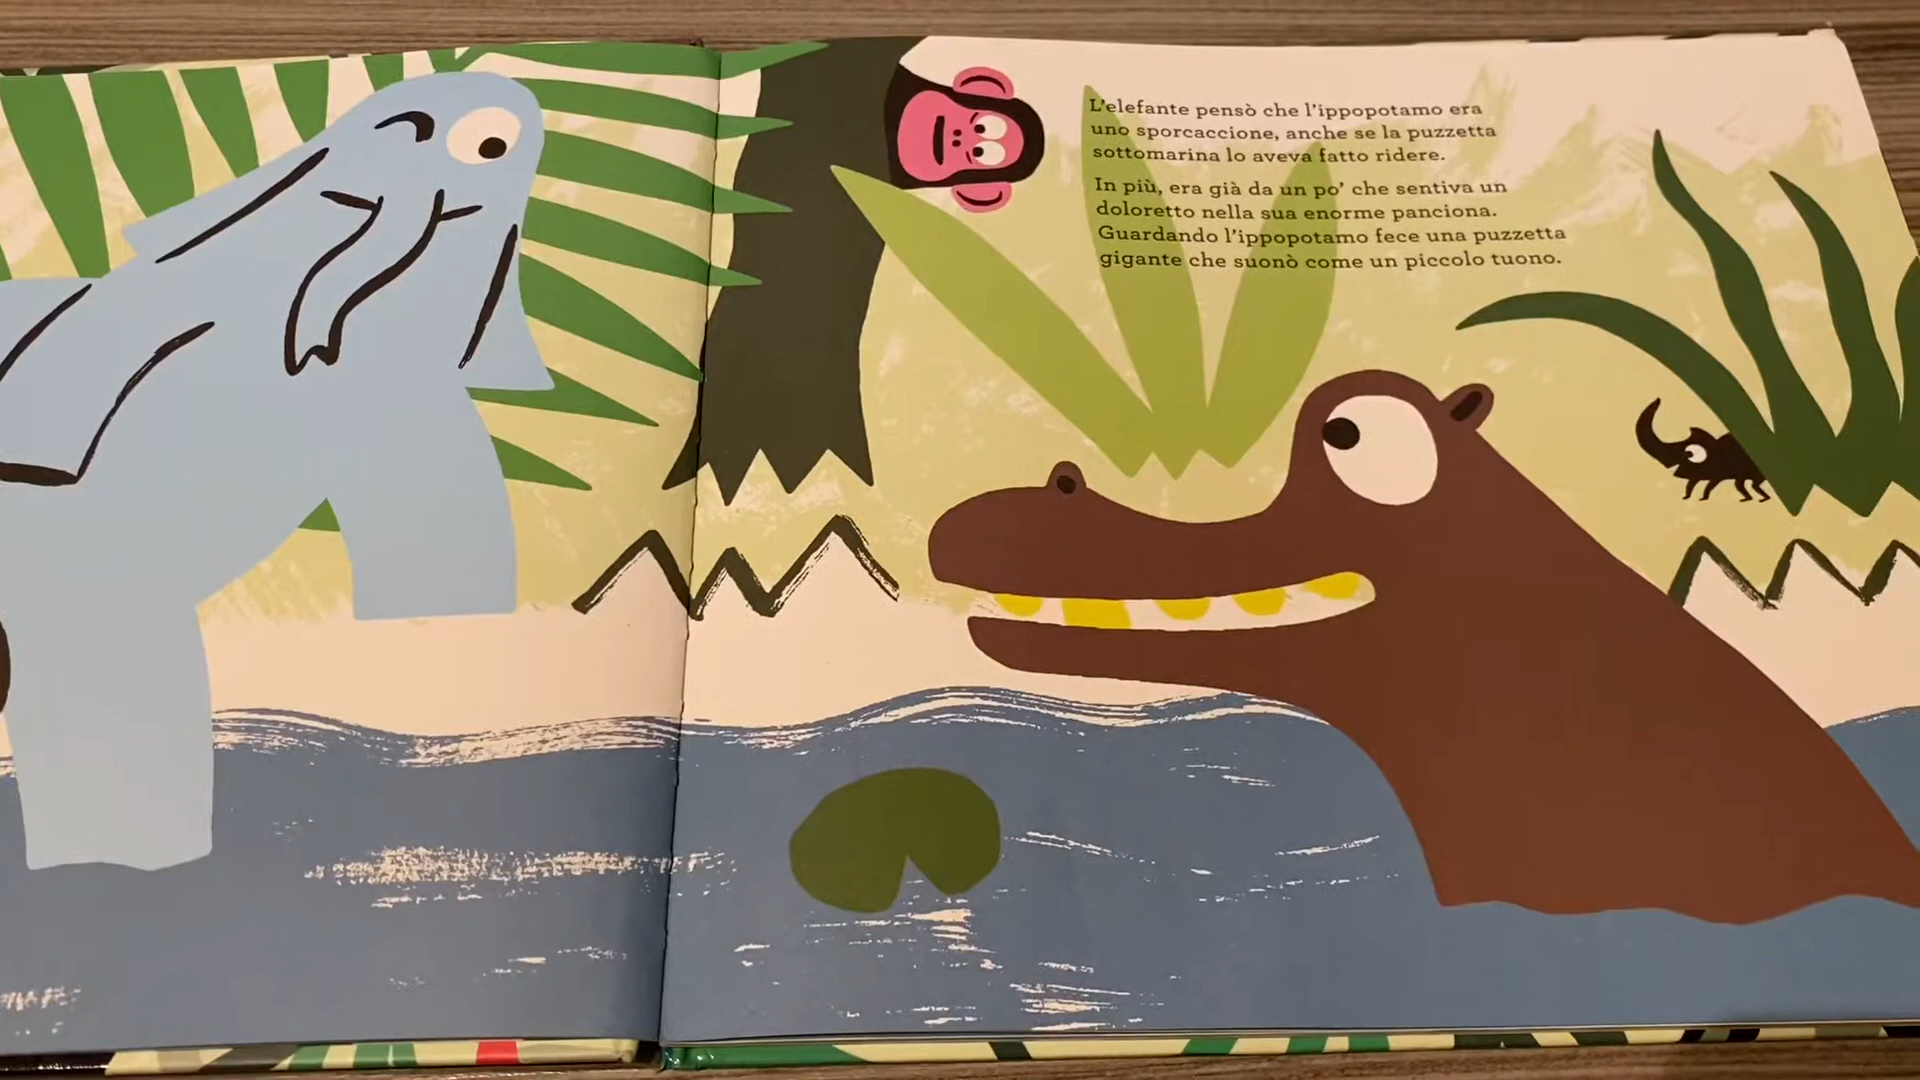 L'elefante pensò che l'ippopotamo era
uno sporcaccione, anche se la puzzetta
sottomarina lo aveva fatto ridere.
In più, era già da un po' che sentiva un
doloretto nella sua enorme panciona.
Guardando l'ippopotamo fece una puzzetta
gigante che suonò come un piccolo tuono.